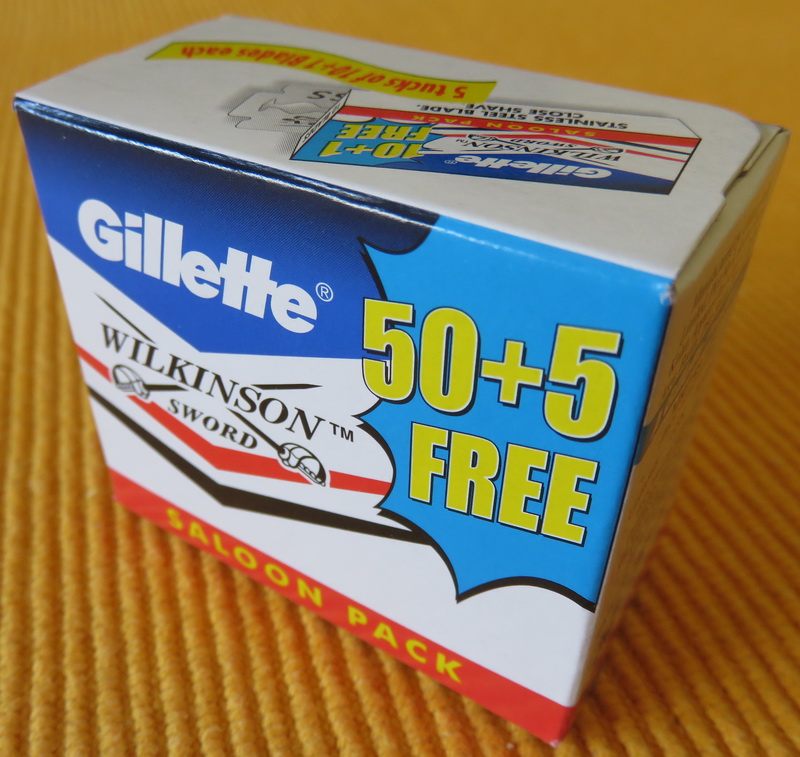 5 tucks of 10+1 Blades each
STAINLESS STEEL BLADE.
CLOSE SHAVE
SALOON PACK
10+1
FREE
WILKINSON
SWORD
Gillette
Gillette®
50+5
FREE
WILKINSON
SWORD™
SALOON PACK